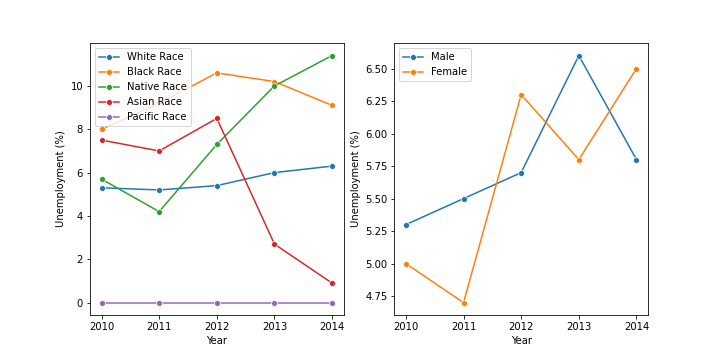 White Race
Black Race
Native Race
Asian Race
Pacific Race
10
8
6
4
2
0
Unemployment (%)
2010 2011 2012 2013 2014
Year
Male
Female
6.50
6.25
6.00
5.75
5.50
5.25
5.00
4.75
Unemployment (%)
2010 2011 2012 2013 2014
Year